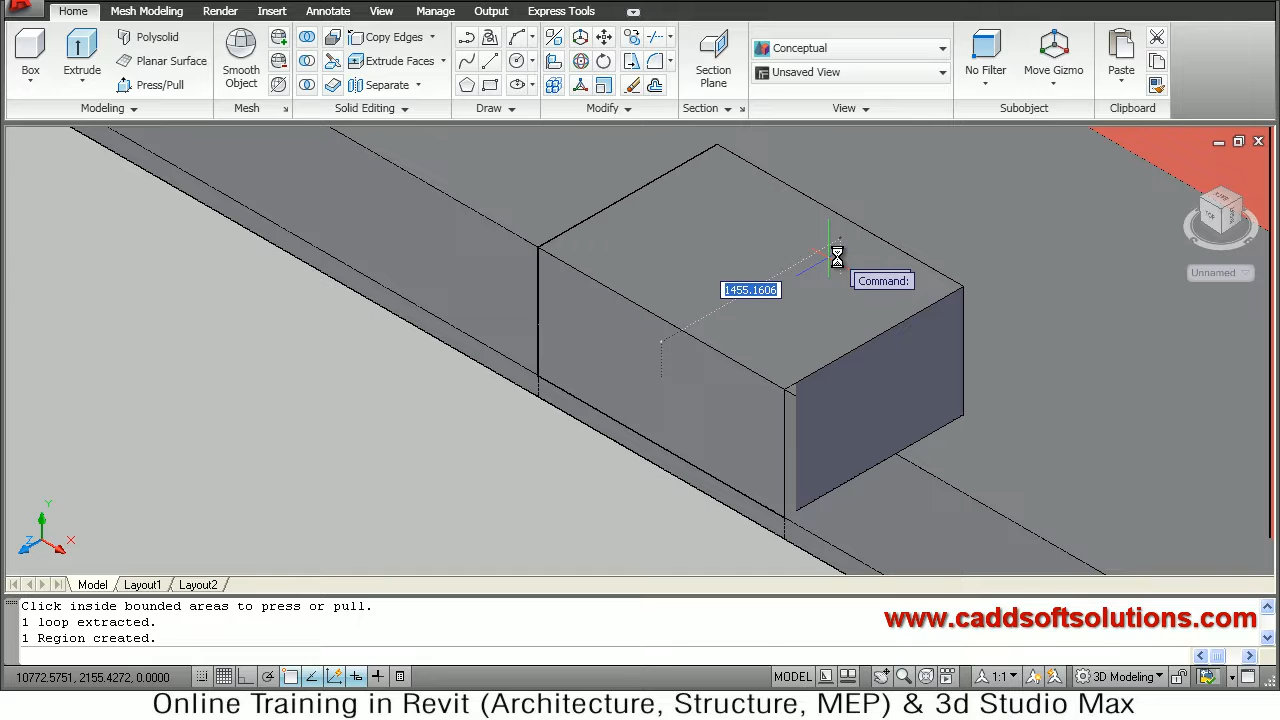 Home Mesh Modeling Render Insert Annotate View Manage Output Express Tools
Box
Extrude
Polysolid
Planar Surface
Press/Pull
Modeling
Smooth
Object
Mesh
Copy Edges
Extrude Faces
Separate
Solid Editing
Draw
Modify
Section
Plane
Section
Conceptual
Unsaved View
View
No Filter
Move Gizmo
Subobject
Paste
Clipboard
Unnamed
1455.1606
Command:
Y
Z
X
Model Layout1 Layout2
Click inside bounded areas to press or pull.
1 loop extracted.
1 Region created.
www.caddsoftsolutions.com
10772.5751, 2155.4272, 0.0000
MODEL
1:1
3D Modeling
Online Training in Revit (Architecture, Structure, MEP) & 3d Studio Max